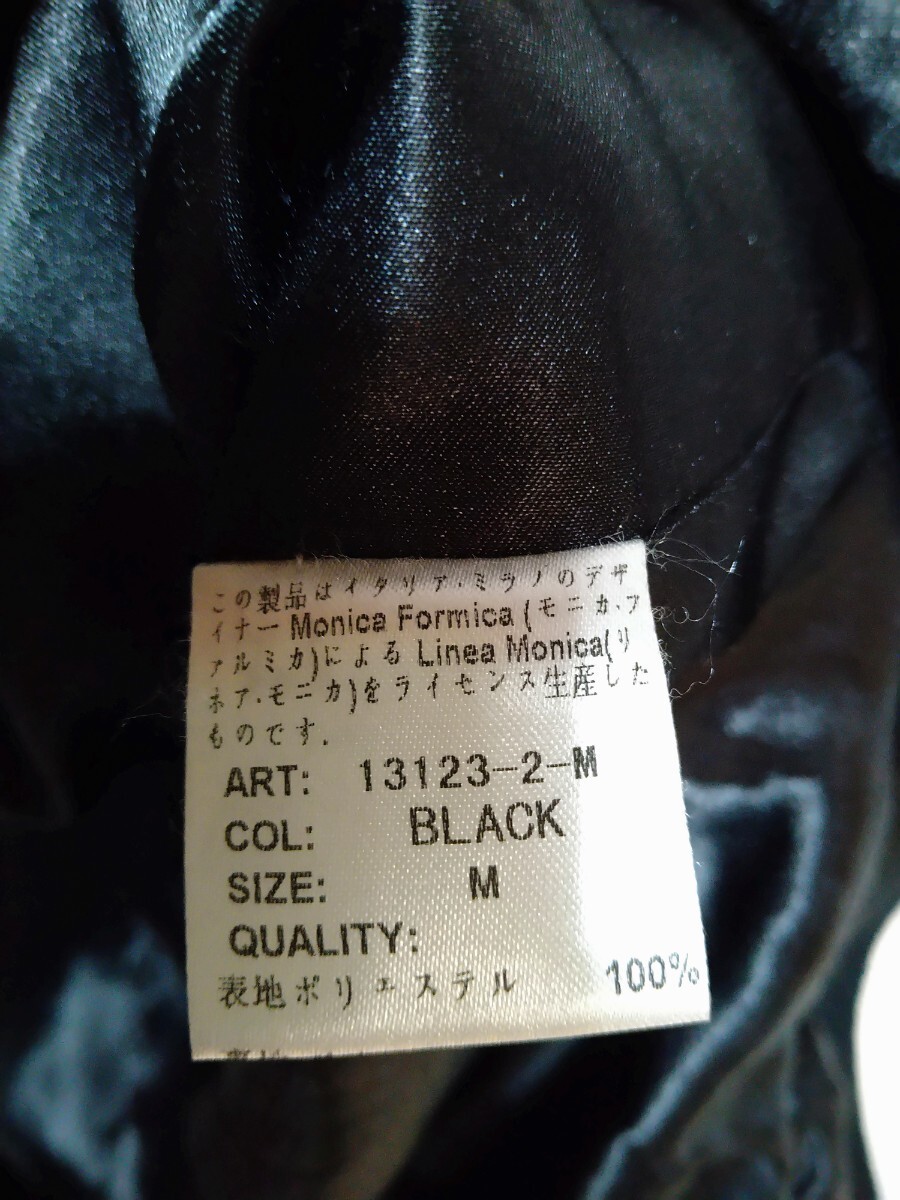 この製品はイタリア.ミラノのデザ
イナー Monica Formica (モニカ.フ
ァルミカ)による Linea Monica(リ
ネア.モニカ)をライセンス生産した
ものです.
ART: 13123-2-M
COL: BLACK
SIZE: M
QUALITY:
表地ポリエステル 100%